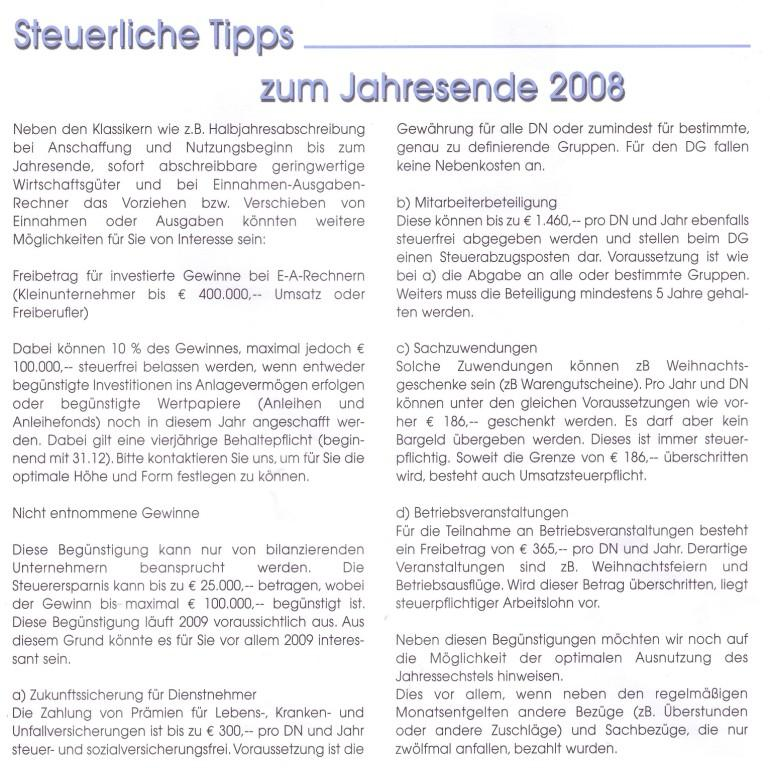 Steuerliche Tipps
zum Jahresende 2008
Neben den Klassikern wie z.B. Halbjahresabschreibung
bei Anschaffung und Nutzungsbeginn bis zum
Jahresende, sofort abschreibbare geringwertige
Wirtschaftsgüter und bei Einnahmen-Ausgaben-
Rechner das Vorziehen bzw. Verschieben von
Einnahmen oder Ausgaben könnten weitere
Möglichkeiten für Sie von Interesse sein:
Freibetrag für investierte Gewinne bei E-A-Rechnern
(Kleinunternehmer bis € 400.000,-- Umsatz oder
Freiberufler)
Dabei können 10 % des Gewinnes, maximal jedoch €
100.000,-- steuerfrei belassen werden, wenn entweder
begünstigte Investitionen ins Anlagevermögen erfolgen
oder begünstigte Wertpapiere (Anleihen und
Anleihefonds) noch in diesem Jahr angeschafft wer-
den. Dabei gilt eine vierjährige Behaltepflicht (begin-
nend mit 31.12). Bitte kontaktieren Sie uns, um für Sie die
optimale Höhe und Form festlegen zu können.
Nicht entnommene Gewinne
Diese Begünstigung kann nur von bilanzierenden
Unternehmern beansprucht werden. Die
Steuerersparnis kann bis zu € 25.000,-- betragen, wobei
der Gewinn bis maximal € 100.000,-- begünstigt ist.
Diese Begünstigung läuft 2009 voraussichtlich aus. Aus
diesem Grund könnte es für Sie vor allem 2009 interes-
sant sein.
a) Zukunftssicherung für Dienstnehmer
Die Zahlung von Prämien für Lebens-, Kranken- und
Unfallversicherungen ist bis zu € 300,-- pro DN und Jahr
steuer- und sozialversicherungsfrei. Voraussetzung ist die
Gewährung für alle DN oder zumindest für bestimmte,
genau zu definierende Gruppen. Für den DG fallen
keine Nebenkosten an.
b) Mitarbeiterbeteiligung
Diese können bis zu € 1.460,-- pro DN und Jahr ebenfalls
steuerfrei abgegeben werden und stellen beim DG
einen Steuerabzugsposten dar. Voraussetzung ist wie
bei a) die Abgabe an alle oder bestimmte Gruppen.
Weiters muss die Beteiligung mindestens 5 Jahre gehal-
ten werden.
c) Sachzuwendungen
Solche Zuwendungen können zB Weihnachts-
geschenke sein (zB Warengutscheine). Pro Jahr und DN
können unter den gleichen Voraussetzungen wie vor-
her € 186,-- geschenkt werden. Es darf aber kein
Bargeld übergeben werden. Dieses ist immer steuer-
pflichtig. Soweit die Grenze von € 186,-- überschritten
wird, besteht auch Umsatzsteuerpflicht.
d) Betriebsveranstaltungen
Für die Teilnahme an Betriebsveranstaltungen besteht
ein Freibetrag von € 365,-- pro DN und Jahr. Derartige
Veranstaltungen sind zB. Weihnachtsfeiern und
Betriebsausflüge. Wird dieser Betrag überschritten, liegt
steuerpflichtiger Arbeitslohn vor.
Neben diesen Begünstigungen möchten wir noch auf
die Möglichkeit der optimalen Ausnutzung des
Jahressechstels hinweisen.
Dies vor allem, wenn neben den regelmäßigen
Monatsentgelten andere Bezüge (zB. Überstunden
oder andere Zuschläge) und Sachbezüge, die nur
zwölfmal anfallen, bezahlt wurden.